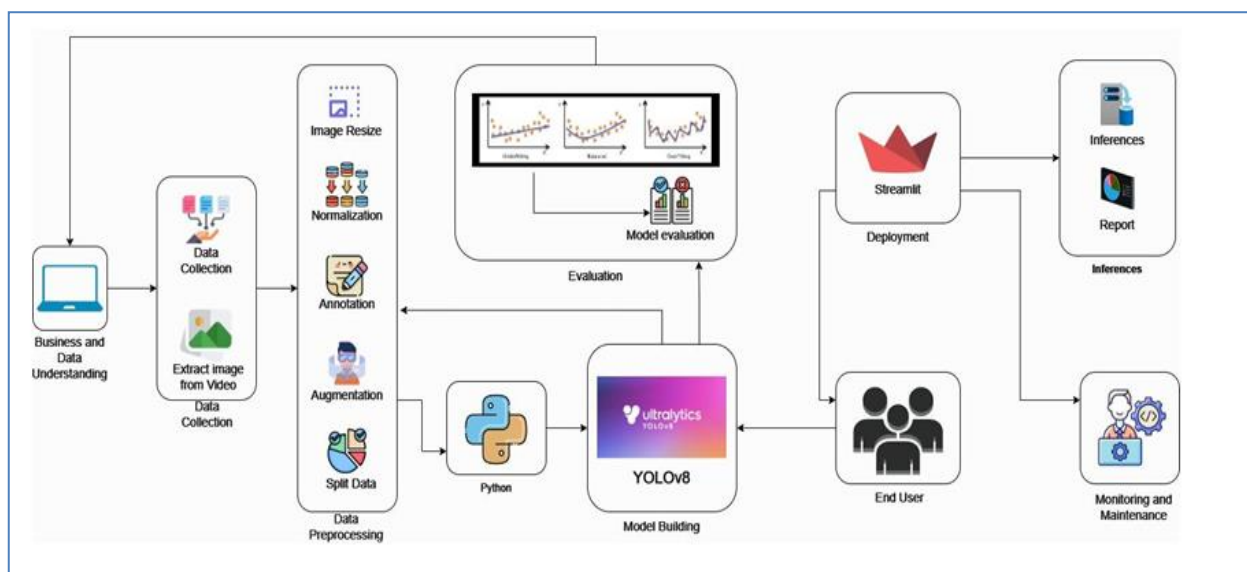 Business and
Data
Understanding
Data
Collection
Extract image
from Video
Data
Collection
Image Resize
Normalization
Annotation
Augmentation
Split Data
Data
Preprocessing
Python
Model evaluation
Evaluation
ultralytics
YOLOv8
YOLOv8
Model Building
Streamlit
Deployment
End User
Inferences
Report
Inferences
Monitoring and
Maintenance